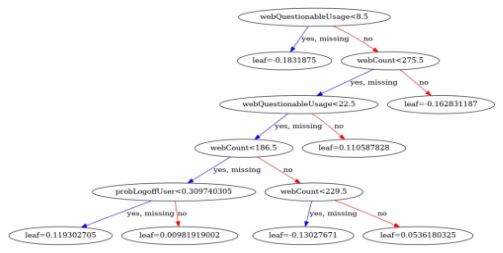 webQuestionableUsage<8.5
yes, missing no
leaf=-0.1831875 webCount<275.5
yes, missing no
webQuestionableUsage<22.5 leaf=-0.162831187
yes, missing no
webCount<186.5 leaf=0.110587828
yes, missing no
probLogoffUser<0.309740305 webCount<229.5
yes, missing no yes, missing no
leaf=0.119302705 leaf=0.00981919002 leaf=-0.13027671 leaf=0.0536180325